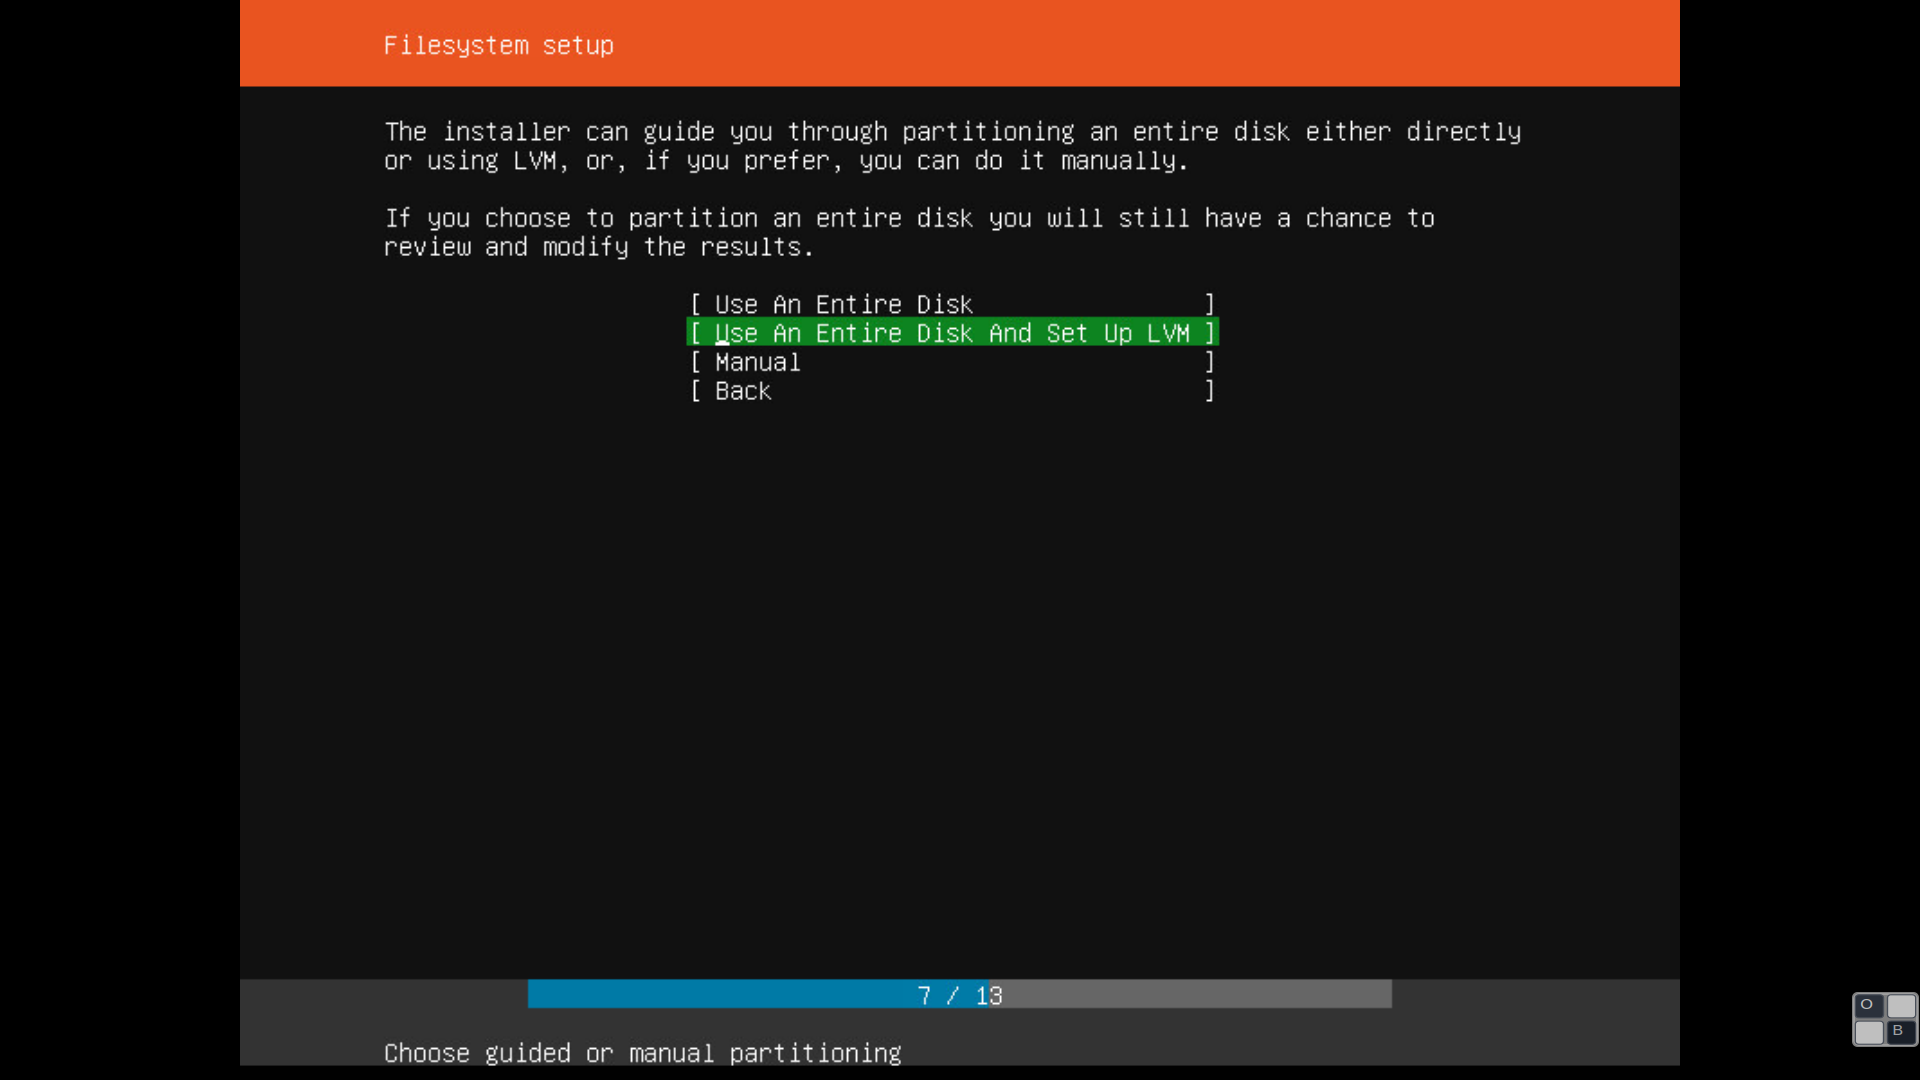 Filesystem setup
The installer can guide you through partitioning an entire disk either directly
or using LVM, or, if you prefer, you can do it manually.
If you choose to partition an entire disk you will still have a chance to
review and modify the results.
[ Use An Entire Disk ]
[ Use An Entire Disk And Set Up LVM ]
[ Manual ]
[ Back ]
7 / 13
Choose guided or manual partitioning
O
B